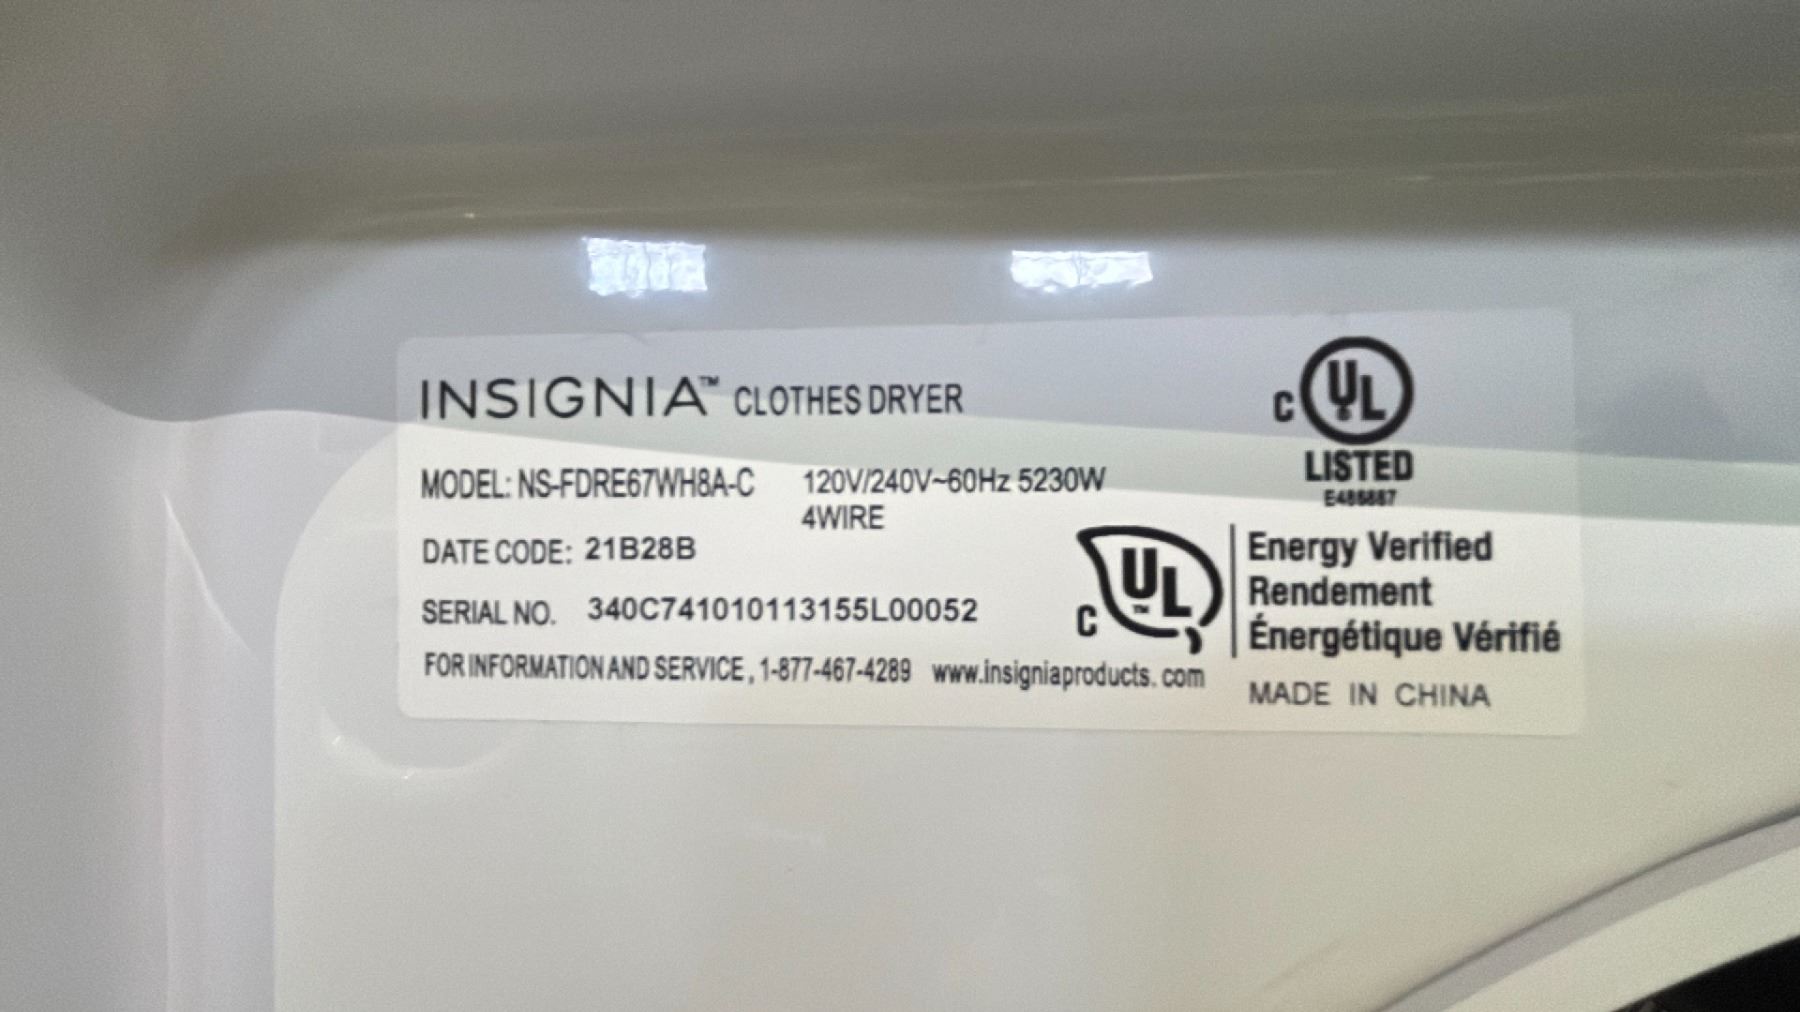 INSIGNIA™ CLOTHES DRYER
MODEL: NS-FDRE67WH8A-C 120V/240V~60Hz 5230W
4WIRE
DATE CODE: 21B28B
SERIAL NO. 340C741010113155L00052
FOR INFORMATION AND SERVICE, 1-877-467-4289 www.insigniaproducts.com
C UL
LISTED
C UL™
Energy Verified
Rendement
Énergétique Vérifié
MADE IN CHINA